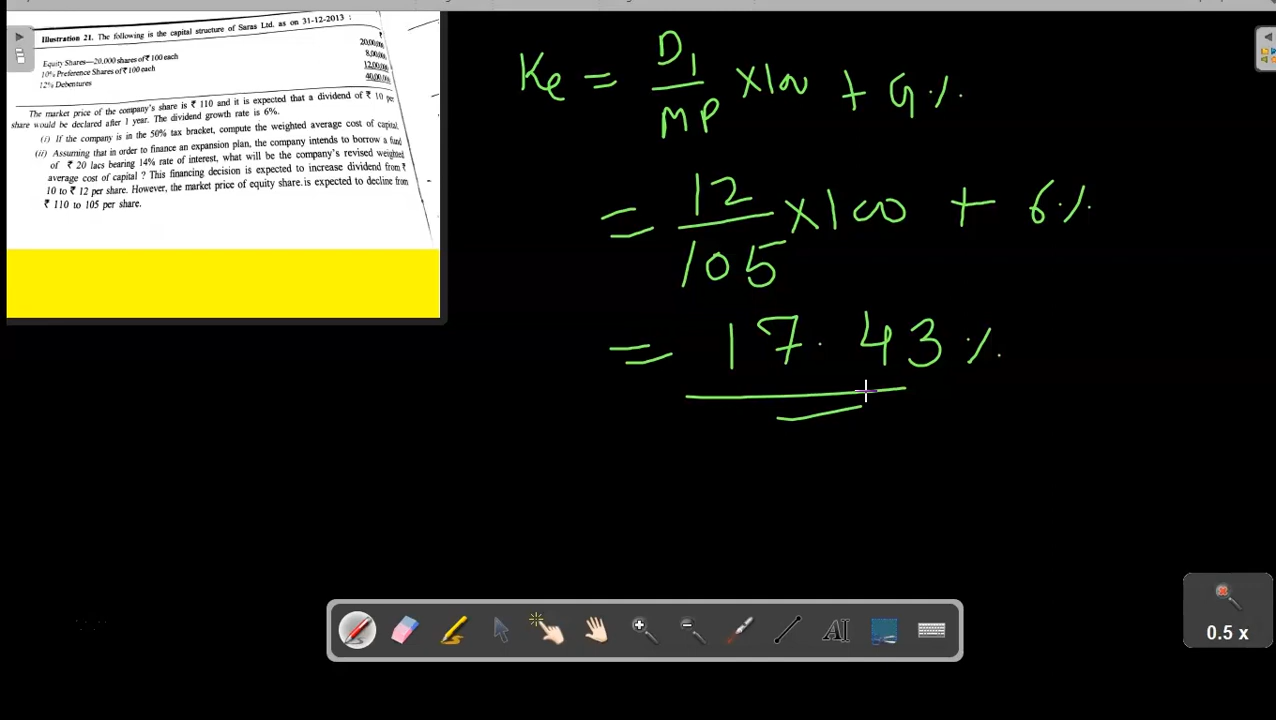 Illustration 21. The following is the capital structure of Saras Ltd. as on 31-12-2013 :
₹
Equity Shares—20,000 shares of ₹ 100 each 20,00,000
10% Preference Shares of ₹ 100 each 8,00,000
12% Debentures 12,00,000
40,00,000
The market price of the company's share is ₹ 110 and it is expected that a dividend of ₹ 10 per
share would be declared after 1 year. The dividend growth rate is 6%.
(i) If the company is in the 50% tax bracket, compute the weighted average cost of capital.
(ii) Assuming that in order to finance an expansion plan, the company intends to borrow a fund
of ₹ 20 lacs bearing 14% rate of interest, what will be the company's revised weighted
average cost of capital ? This financing decision is expected to increase dividend from ₹
10 to ₹ 12 per share. However, the market price of equity share is expected to decline from
₹ 110 to 105 per share.
Ke = D1/MP X100 + G%
= 12/105 X100 + 6%
= 17.43%
AI
0.5 x